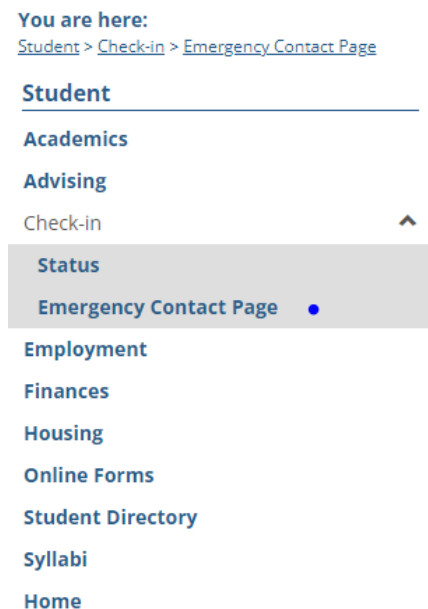 You are here:
Student > Check-in > Emergency Contact Page
Student
Academics
Advising
Check-in
Status
Emergency Contact Page
Employment
Finances
Housing
Online Forms
Student Directory
Syllabi
Home